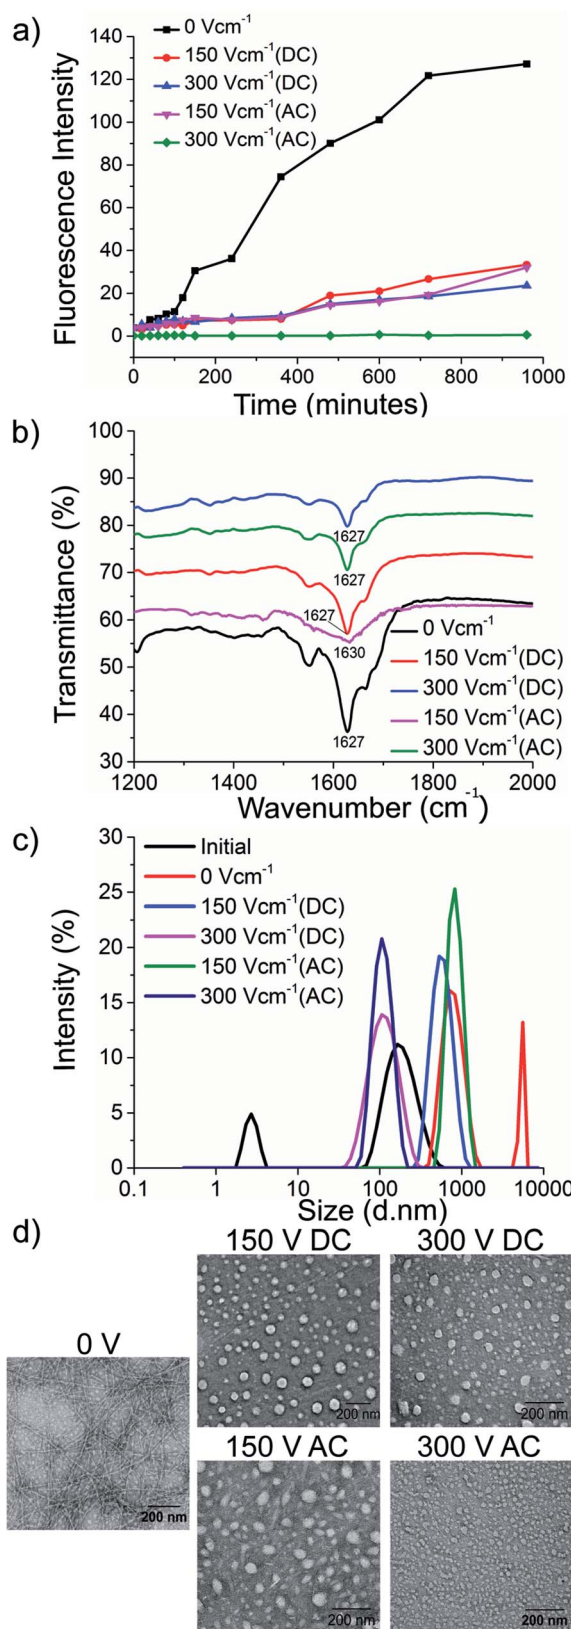 a)
Fluorescence Intensity
140
120
100
80
60
40
20
0
0 Vcm⁻¹
150 Vcm⁻¹(DC)
300 Vcm⁻¹(DC)
150 Vcm⁻¹(AC)
300 Vcm⁻¹(AC)
0 200 400 600 800 1000
Time (minutes)
b)
Transmittance (%)
100
90
80
70
60
50
40
30
1627
1627
1627
1630
1627
0 Vcm⁻¹
150 Vcm⁻¹(DC)
300 Vcm⁻¹(DC)
150 Vcm⁻¹(AC)
300 Vcm⁻¹(AC)
1200 1400 1600 1800 2000
Wavenumber (cm⁻¹)
c)
Intensity (%)
30
25
20
15
10
5
0
Initial
0 Vcm⁻¹
150 Vcm⁻¹(DC)
300 Vcm⁻¹(DC)
150 Vcm⁻¹(AC)
300 Vcm⁻¹(AC)
0.1 1 10 100 1000 10000
Size (d.nm)
d)
0 V
200 nm
150 V DC
200 nm
300 V DC
200 nm
150 V AC
200 nm
300 V AC
200 nm